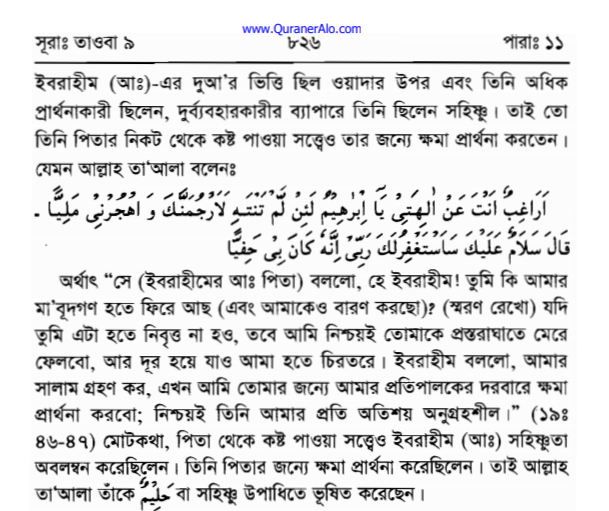 www.QuranerAlo.com
সূরাঃ তাওবা ৯ ৮২৬ পারাঃ ১১
ইবরাহীম (আঃ)-এর দুআ'র ভিত্তি ছিল ওয়াদার উপর এবং তিনি অধিক
প্রার্থনাকারী ছিলেন, দুর্ব্যবহারকারীর ব্যাপারে তিনি ছিলেন সহিষ্ণু। তাই তো
তিনি পিতার নিকট থেকে কষ্ট পাওয়া সত্ত্বেও তার জন্যে ক্ষমা প্রার্থনা করতেন।
যেমন আল্লাহ তা'আলা বলেনঃ
اَرَاغِبٌ اَنْتَ عَنْ اٰلِهَتِىْ يَا اِبْرٰهِيْمُ لَئِنْ لَّمْ تَنْتَهِ لَاَرْجُمَنَّكَ وَ اهْجُرْنِىْ مَلِيًّا ـ
قَالَ سَلَامٌ عَلَيْكَ سَاَسْتَغْفِرُلَكَ رَبِّىْ اِنَّهٗ كَانَ بِىْ حَفِيًّا
অর্থাৎ “সে (ইবরাহীমের আঃ পিতা) বললো, হে ইবরাহীম! তুমি কি আমার
মা'বূদগণ হতে ফিরে আছ (এবং আমাকেও বারণ করছো)? (স্মরণ রেখো) যদি
তুমি এটা হতে নিবৃত্ত না হও, তবে আমি নিশ্চয়ই তোমাকে প্রস্তরাঘাতে মেরে
ফেলবো, আর দূর হয়ে যাও আমা হতে চিরতরে। ইবরাহীম বললো, আমার
সালাম গ্রহণ কর, এখন আমি তোমার জন্যে আমার প্রতিপালকের দরবারে ক্ষমা
প্রার্থনা করবো; নিশ্চয়ই তিনি আমার প্রতি অতিশয় অনুগ্রহশীল।” (১৯ঃ
৪৬-৪৭) মোটকথা, পিতা থেকে কষ্ট পাওয়া সত্ত্বেও ইবরাহীম (আঃ) সহিষ্ণুতা
অবলম্বন করেছিলেন। তিনি পিতার জন্যে ক্ষমা প্রার্থনা করেছিলেন। তাই আল্লাহ
তা'আলা তাঁকে حَلِيْمٌ বা সহিষ্ণু উপাধিতে ভূষিত করেছেন।